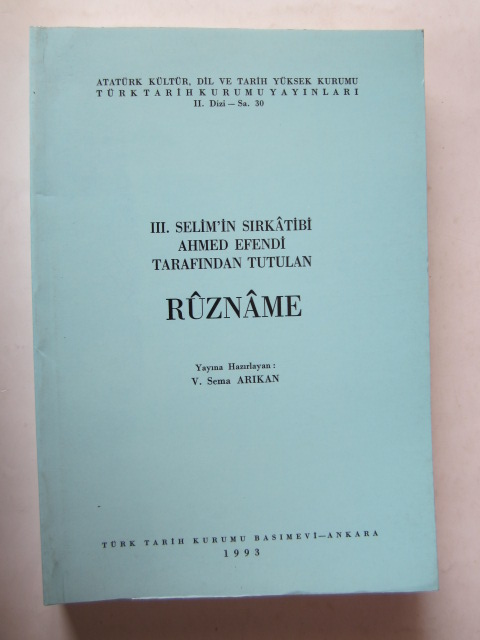 ATATÜRK KÜLTÜR, DİL VE TARİH YÜKSEK KURUMU
TÜRK TARİH KURUMU YAYINLARI
II. Dizi — Sa. 30
III. SELİM'İN SIRKÂTİBİ
AHMED EFENDİ
TARAFINDAN TUTULAN
RÛZNÂME
Yayına Hazırlayan :
V. Sema ARIKAN
TÜRK TARİH KURUMU BASIMEVİ—ANKARA
1993